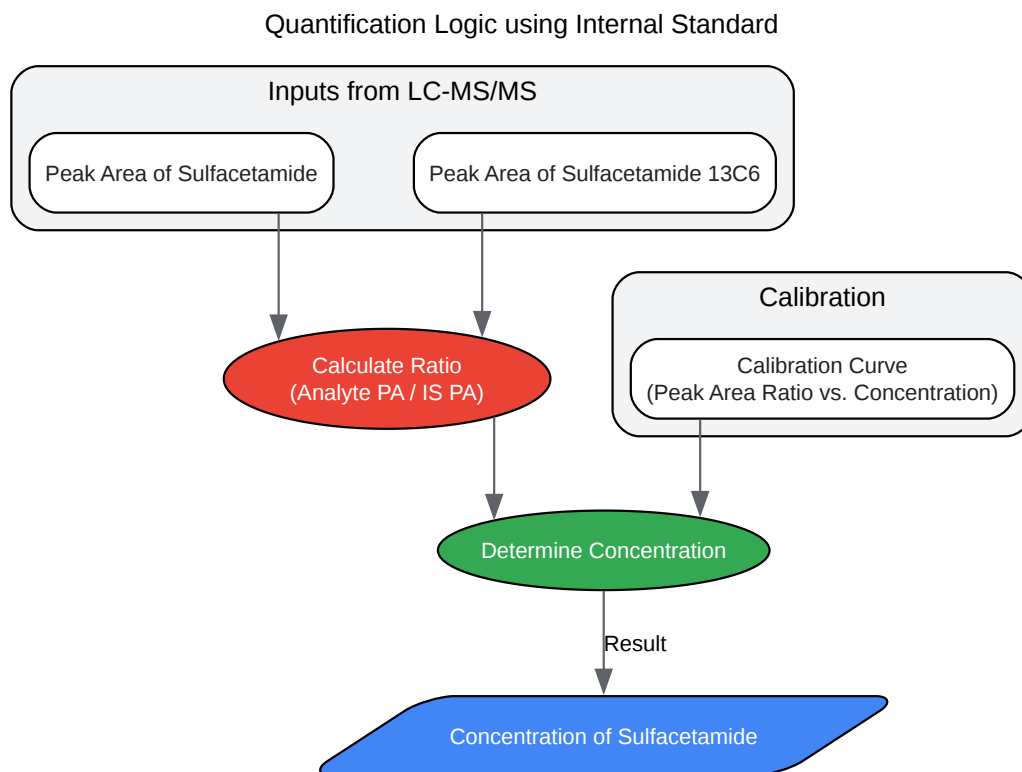 Quantification Logic using Internal Standard
Inputs from LC-MS/MS
Peak Area of Sulfacetamide
Peak Area of Sulfacetamide 13C6
Calibration
Calibration Curve
(Peak Area Ratio vs. Concentration)
Calculate Ratio
(Analyte PA / IS PA)
Determine Concentration
Result
Concentration of Sulfacetamide